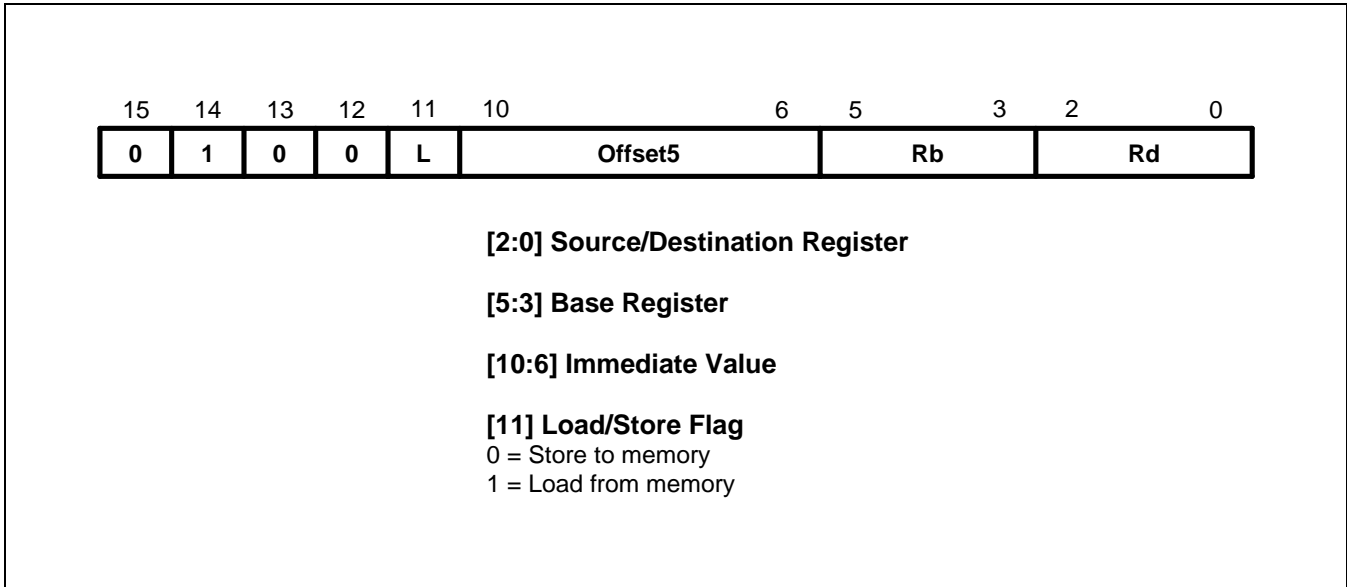 15 14 13 12 11 10 6 5 3 2 0
0 1 0 0 L Offset5 Rb Rd
[2:0] Source/Destination Register
[5:3] Base Register
[10:6] Immediate Value
[11] Load/Store Flag
0 = Store to memory
1 = Load from memory